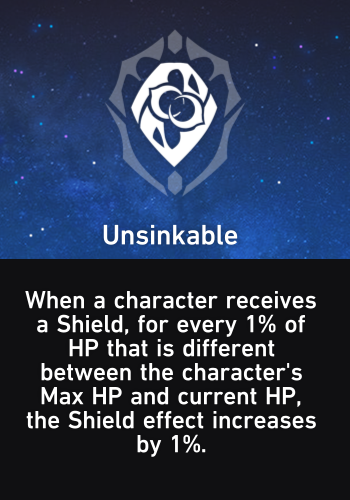 Unsinkable
When a character receives
a Shield, for every 1% of
HP that is different
between the character's
Max HP and current HP,
the Shield effect increases
by 1%.